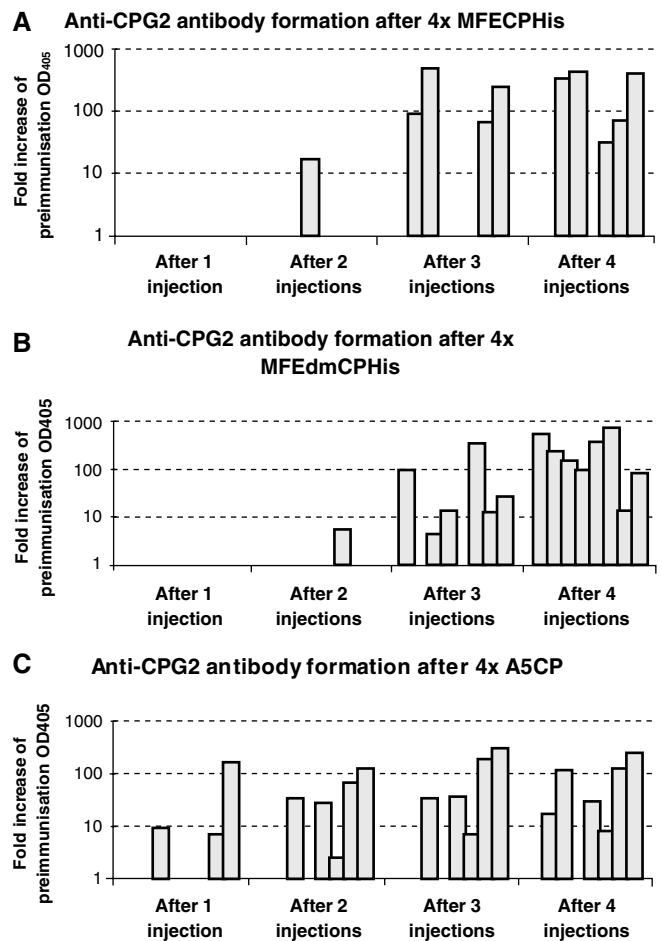 A Anti-CPG2 antibody formation after 4x MFECPHis
Fold increase of
preimmunisation OD405
1000
100
10
1
After 1
injection
After 2
injections
After 3
injections
After 4
injections
B Anti-CPG2 antibody formation after 4x
MFEdmCPHis
Fold increase of
preimmunisation OD405
1000
100
10
1
After 1
injection
After 2
injections
After 3
injections
After 4
injections
C Anti-CPG2 antibody formation after 4x A5CP
Fold increase of
preimmunisation OD405
1000
100
10
1
After 1
injection
After 2
injections
After 3
injections
After 4
injections